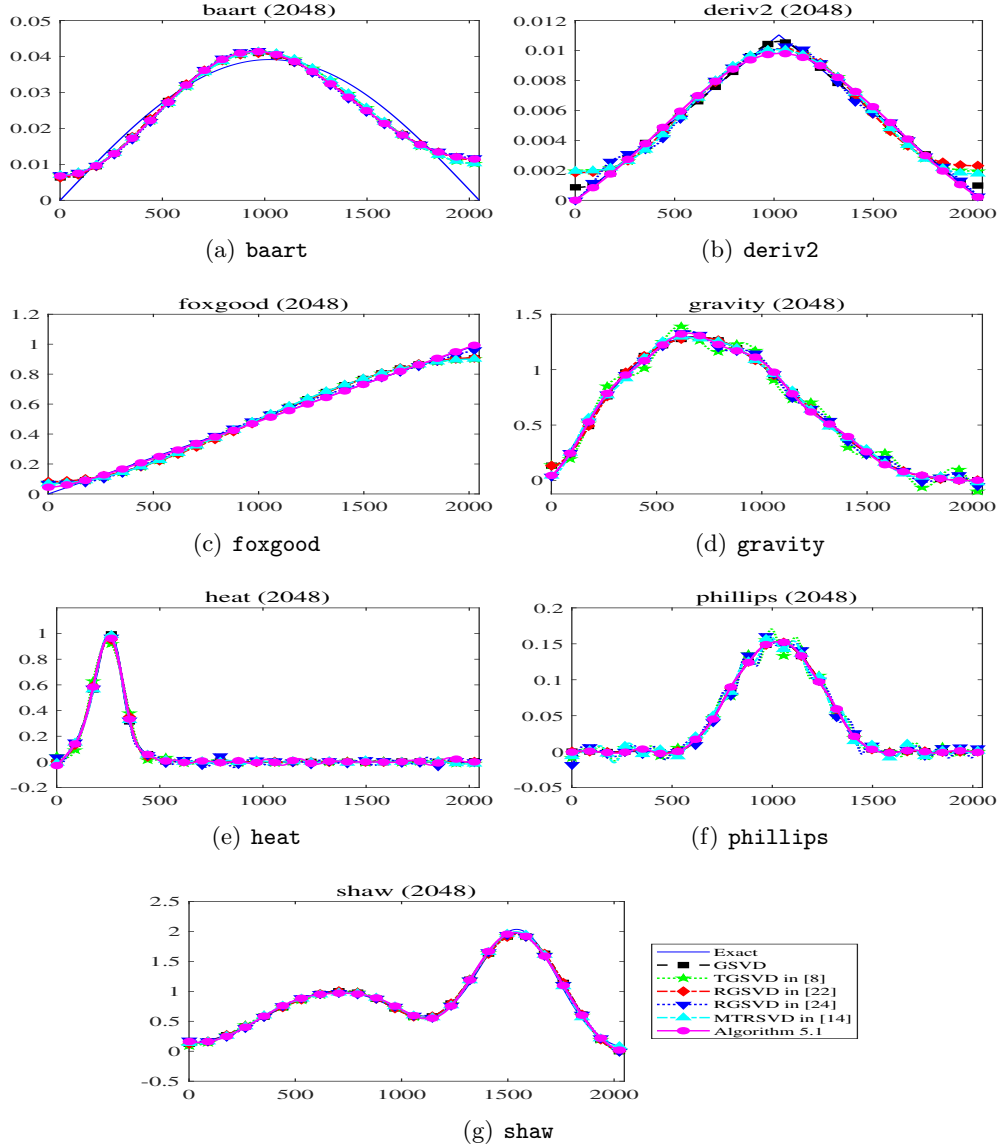 baart (2048)
0.05
0.04
0.03
0.02
0.01
0
0 500 1000 1500 2000
(a) baart
deriv2 (2048)
0.012
0.01
0.008
0.006
0.004
0.002
0
0 500 1000 1500 2000
(b) deriv2
foxgood (2048)
1.2
1
0.8
0.6
0.4
0.2
0
0 500 1000 1500 2000
(c) foxgood
gravity (2048)
1.5
1
0.5
0
0 500 1000 1500 2000
(d) gravity
heat (2048)
1
0.8
0.6
0.4
0.2
0
-0.2
0 500 1000 1500 2000
(e) heat
phillips (2048)
0.2
0.15
0.1
0.05
0
-0.05
0 500 1000 1500 2000
(f) phillips
shaw (2048)
2.5
2
1.5
1
0.5
0
-0.5
0 500 1000 1500 2000
(g) shaw
Exact
GSVD
TGSVD in [8]
RGSVD in [22]
RGSVD in [24]
MTRSVD in [14]
Algorithm 5.1